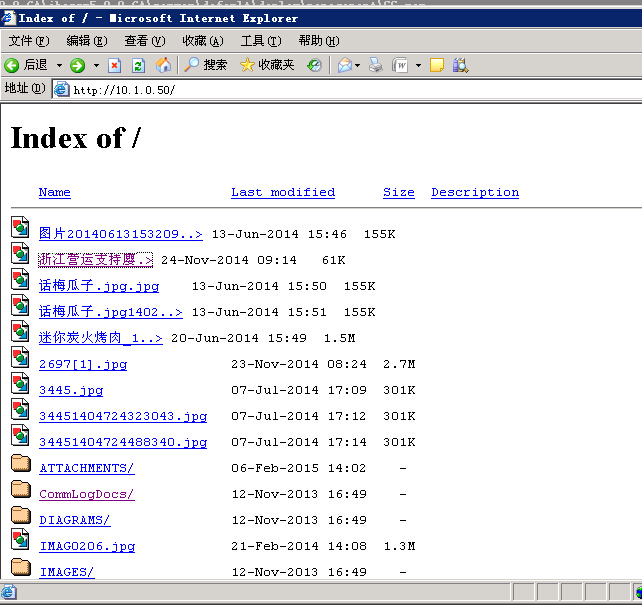 Index of / - Microsoft Internet Explorer
文件(F) 编辑(E) 查看(V) 收藏(A) 工具(T) 帮助(H)
后退 搜索 收藏夹
地址(D) http://10.1.0.50/
Index of /
Name Last modified Size Description
图片20140613153209..> 13-Jun-2014 15:46 155K
浙江营运支持履.> 24-Nov-2014 09:14 61K
话梅瓜子.jpg.jpg 13-Jun-2014 15:50 155K
话梅瓜子.jpg1402..> 13-Jun-2014 15:51 155K
迷你炭火烤肉_1..> 20-Jun-2014 15:49 1.5M
2697[1].jpg 23-Nov-2014 08:24 2.7M
3445.jpg 07-Jul-2014 17:09 301K
34451404724323043.jpg 07-Jul-2014 17:12 301K
34451404724488340.jpg 07-Jul-2014 17:14 301K
ATTACHMENTS/ 06-Feb-2015 14:02 -
CommLogDocs/ 12-Nov-2013 16:49 -
DIAGRAMS/ 12-Nov-2013 16:49 -
IMAG0206.jpg 21-Feb-2014 14:08 1.3M
IMAGES/ 12-Nov-2013 16:49 -